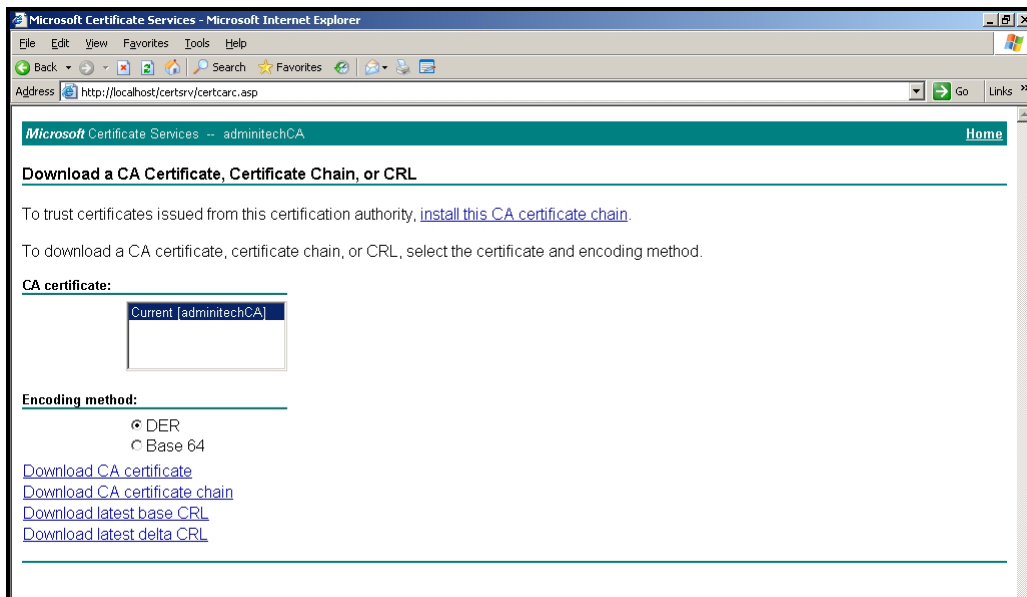 Microsoft Certificate Services - Microsoft Internet Explorer
File Edit View Favorites Tools Help
Back Search Favorites
Address http://localhost/certsrv/certcarc.asp Go Links »
Microsoft Certificate Services -- adminitechCA Home
Download a CA Certificate, Certificate Chain, or CRL
To trust certificates issued from this certification authority, install this CA certificate chain.
To download a CA certificate, certificate chain, or CRL, select the certificate and encoding method.
CA certificate:
Current [adminitechCA]
Encoding method:
DER
Base 64
Download CA certificate
Download CA certificate chain
Download latest base CRL
Download latest delta CRL